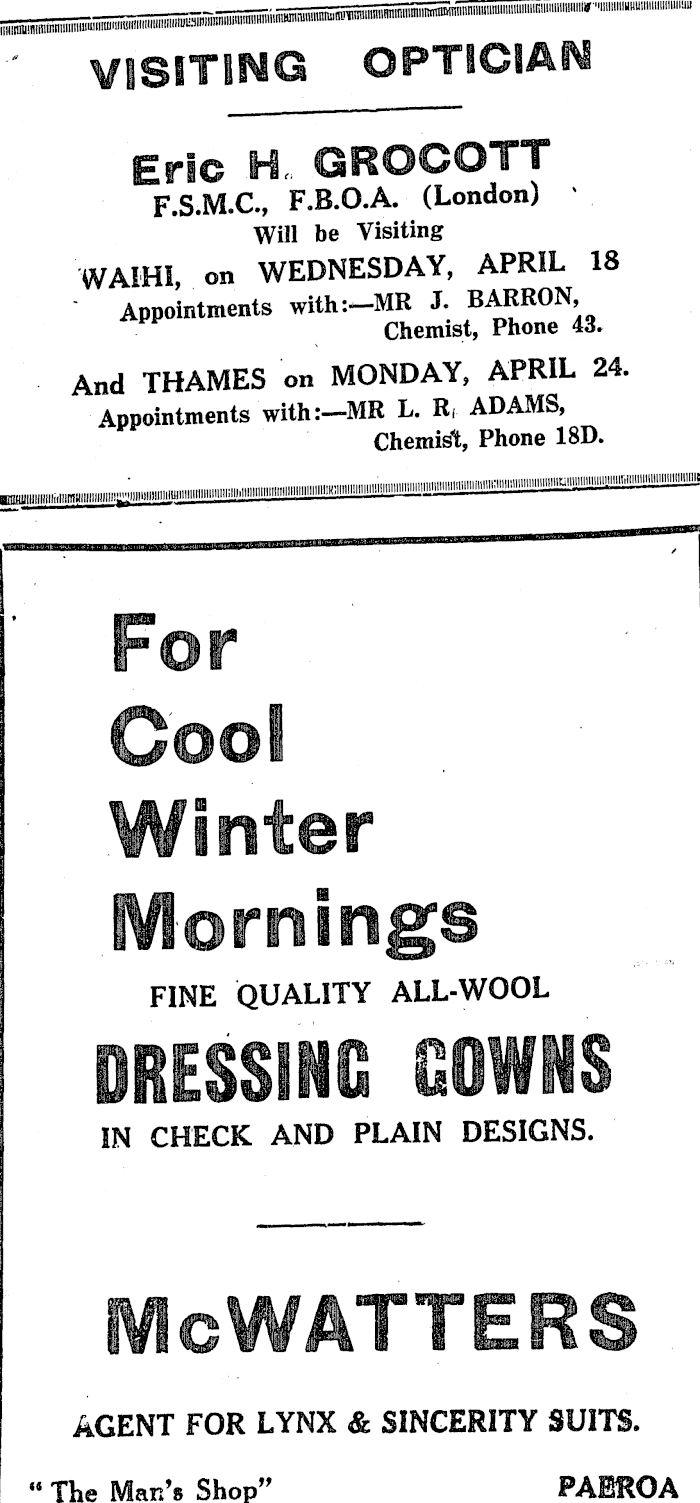 VISITING OPTICIAN
Eric H. GROCOTT
F.S.M.C., F.B.O.A. (London)
Will be Visiting
WAIHI, on WEDNESDAY, APRIL 18
Appointments with:—MR J. BARRON,
Chemist, Phone 43.
And THAMES on MONDAY, APRIL 24.
Appointments with:—MR L. R. ADAMS,
Chemist, Phone 18D.
For
Cool
Winter
Mornings
FINE QUALITY ALL-WOOL
DRESSING GOWNS
IN CHECK AND PLAIN DESIGNS.
McWATTERS
AGENT FOR LYNX & SINCERITY SUITS.
“The Man's Shop” PAEROA